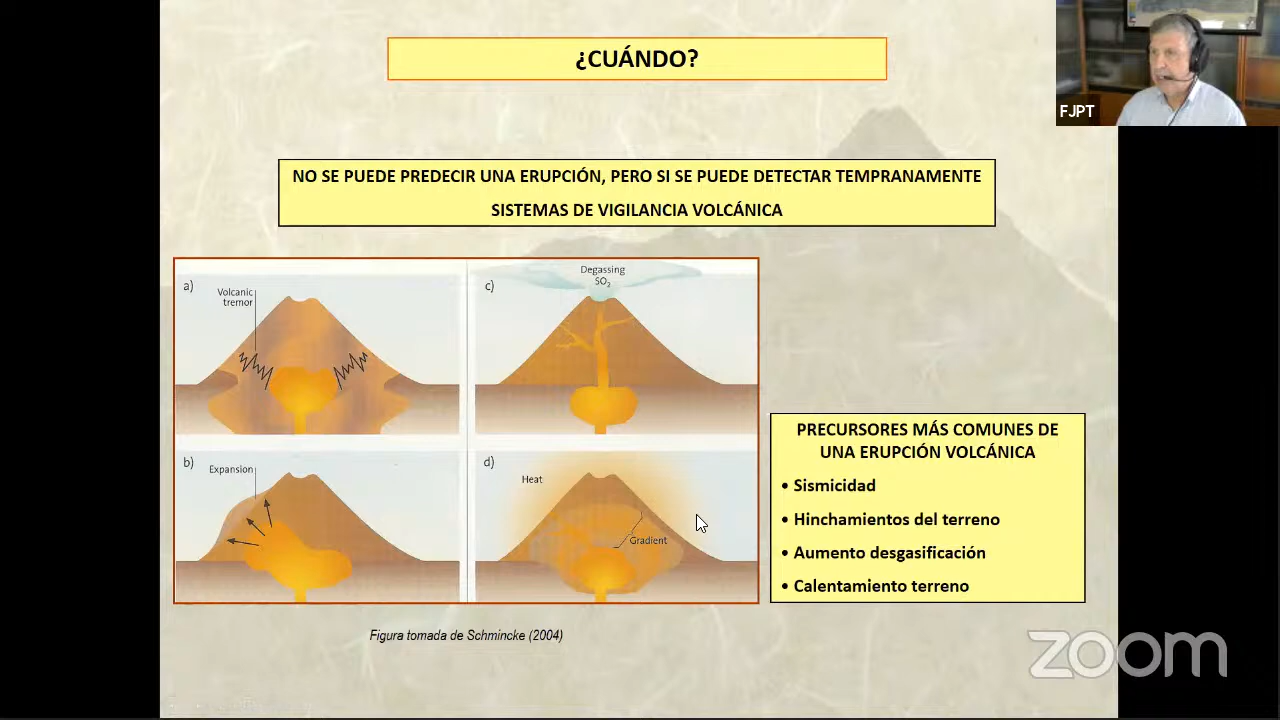 ¿CUÁNDO?
FJPT
NO SE PUEDE PREDECIR UNA ERUPCIÓN, PERO SI SE PUEDE DETECTAR TEMPRANAMENTE
SISTEMAS DE VIGILANCIA VOLCÁNICA
a)
Volcanic
tremor
c)
Degassing
SO₂
b)
Expansion
d)
Heat
Gradient
PRECURSORES MÁS COMUNES DE
UNA ERUPCIÓN VOLCÁNICA
• Sismicidad
• Hinchamientos del terreno
• Aumento desgasificación
• Calentamiento terreno
Figura tomada de Schmincke (2004)
zoom